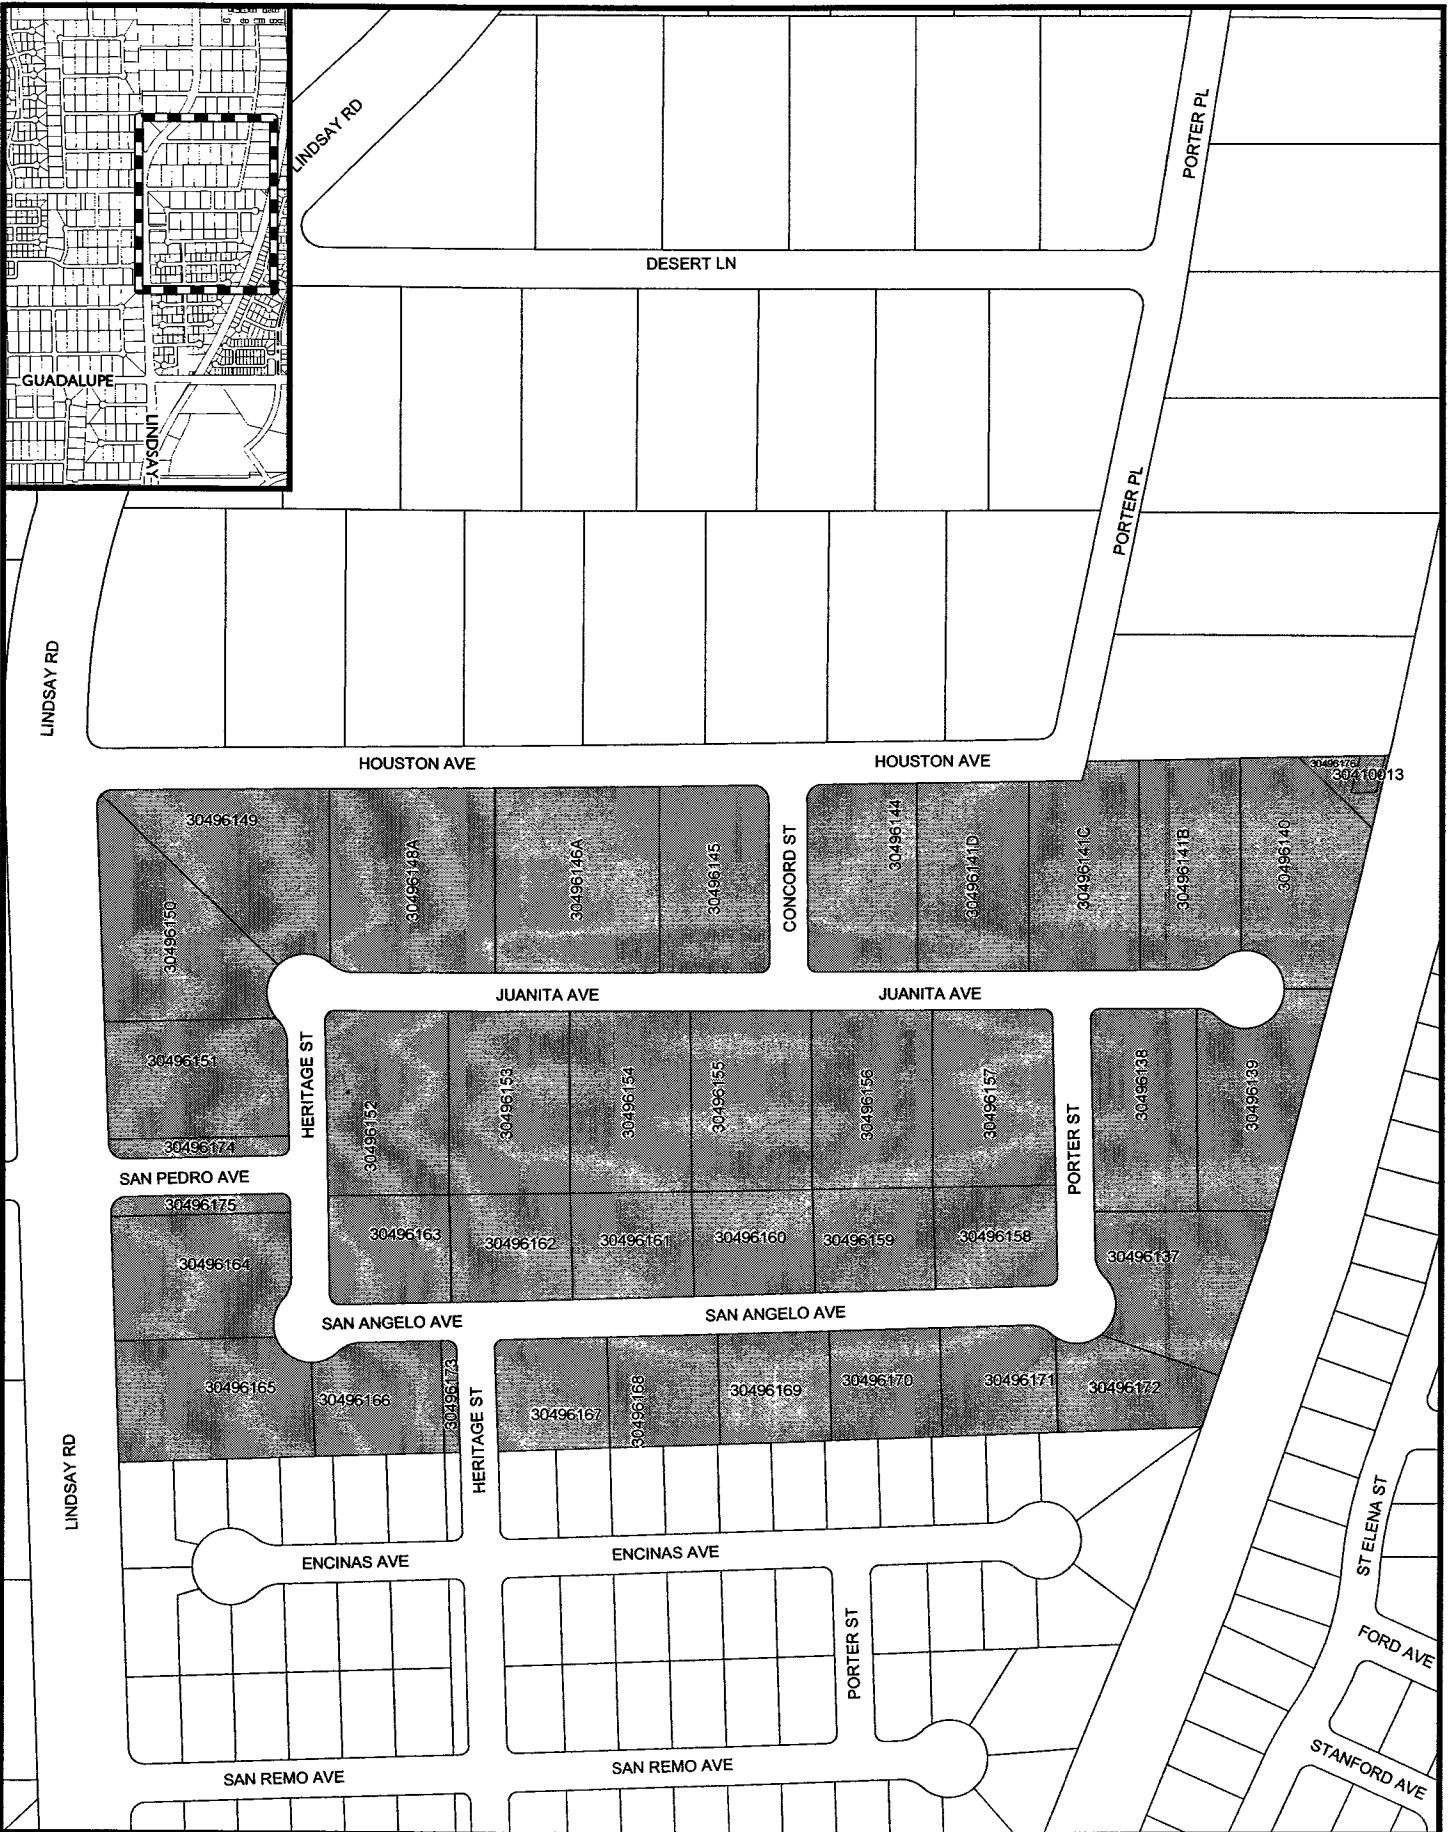 LINDSAY RD
PORTER PL
DESERT LN
GUADALUPE
LINDSAY
PORTER PL
LINDSAY RD
HOUSTON AVE
HOUSTON AVE
30496176
30410013
30496149
30496148A
30496146A
30496145
CONCORD ST
30496144
30496141D
30496141C
30496141B
30496140
30496150
JUANITA AVE
JUANITA AVE
30496151
HERITAGE ST
30496152
30496153
30496154
30496155
30496156
30496157
PORTER ST
30496138
30496139
30496174
SAN PEDRO AVE
30496175
30496164
30496163
30496162
30496161
30496160
30496159
30496158
30496137
SAN ANGELO AVE
SAN ANGELO AVE
30496165
30496166
30496173
HERITAGE ST
30496167
30496168
30496169
30496170
30496171
30496172
LINDSAY RD
ENCINAS AVE
ENCINAS AVE
ST ELENA ST
PORTER ST
FORD AVE
SAN REMO AVE
SAN REMO AVE
STANFORD AVE